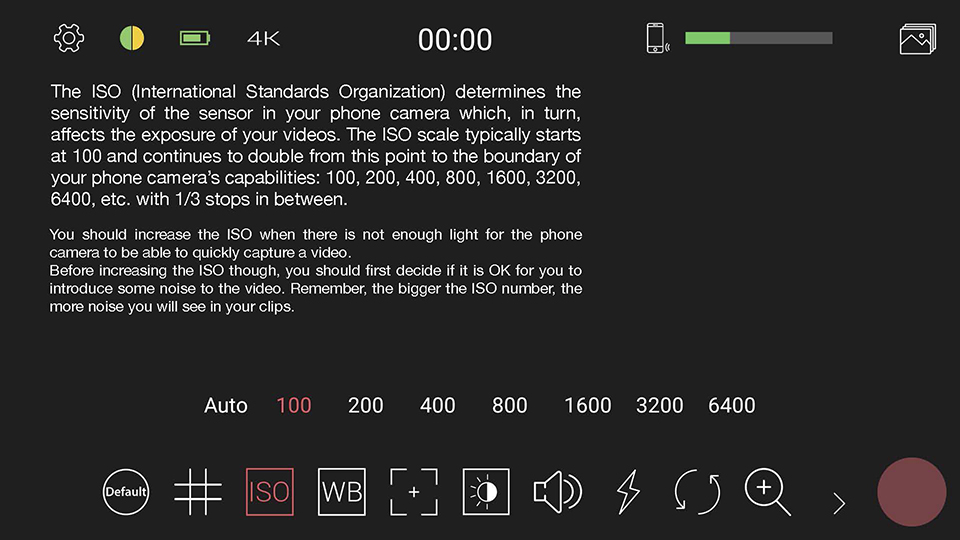 4K
00:00
The ISO (International Standards Organization) determines the
sensitivity of the sensor in your phone camera which, in turn,
affects the exposure of your videos. The ISO scale typically starts
at 100 and continues to double from this point to the boundary of
your phone camera's capabilities: 100, 200, 400, 800, 1600, 3200,
6400, etc. with 1/3 stops in between.
You should increase the ISO when there is not enough light for the phone
camera to be able to quickly capture a video.
Before increasing the ISO though, you should first decide if it is OK for you to
introduce some noise to the video. Remember, the bigger the ISO number, the
more noise you will see in your clips.
Auto 100 200 400 800 1600 3200 6400
Default ISO WB